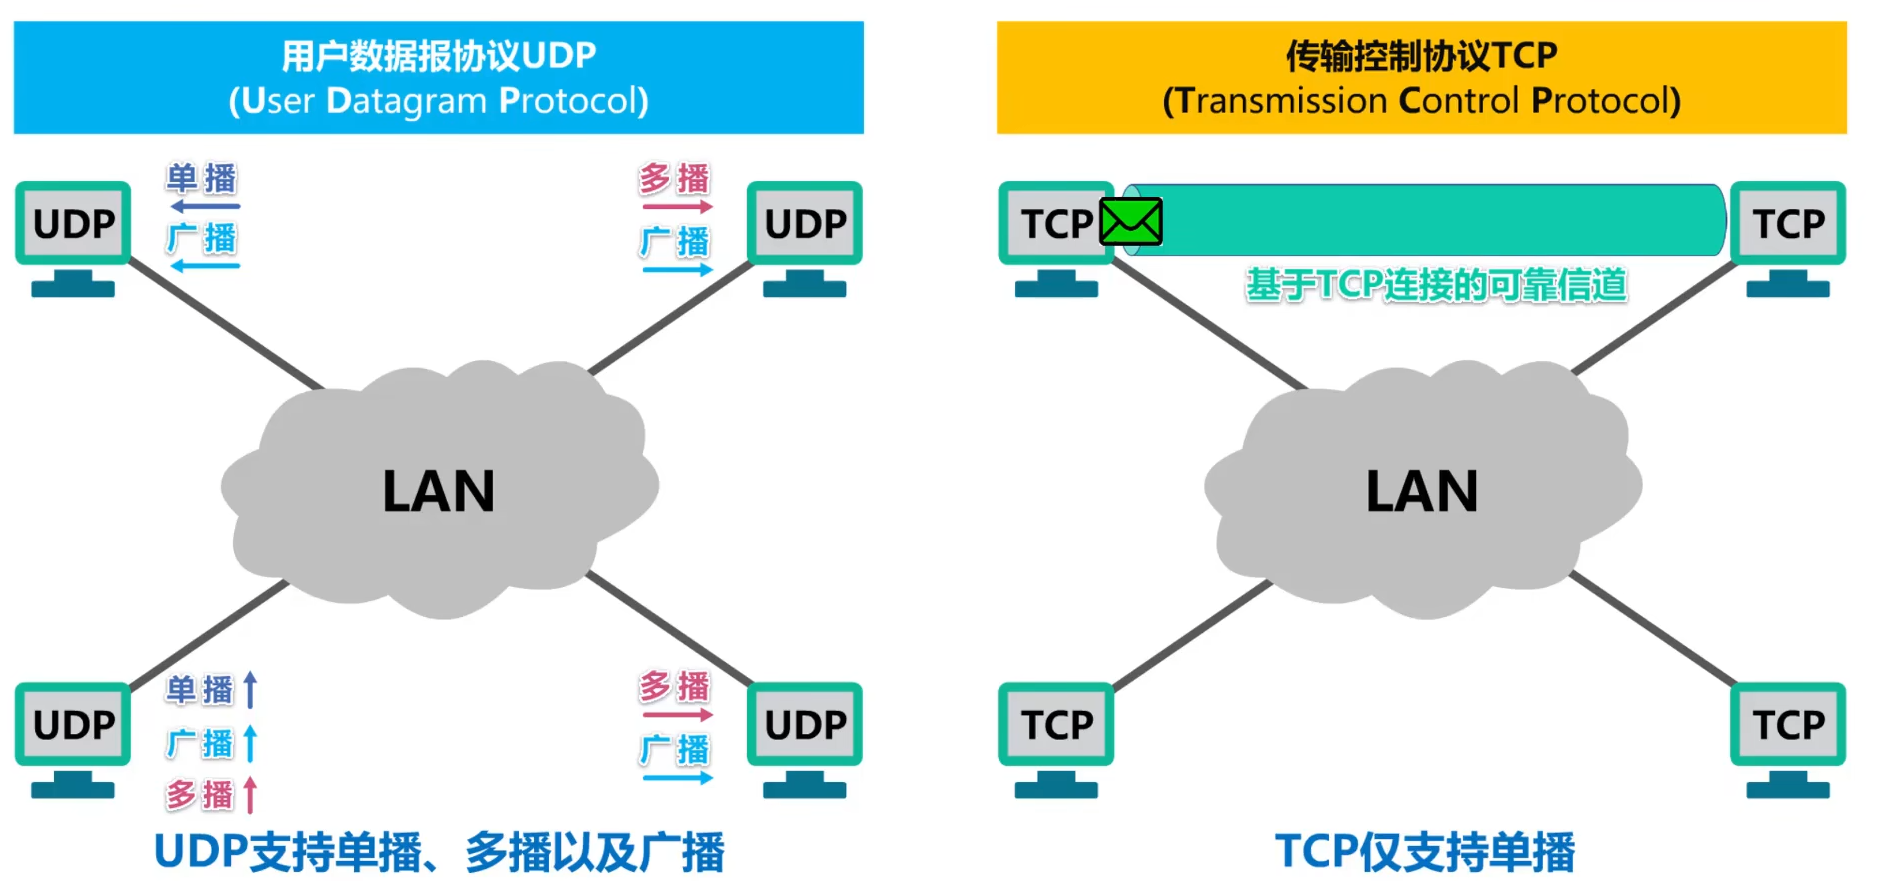 用户数据报协议UDP
(User Datagram Protocol)
UDP
单播
广播
多播
广播
UDP
LAN
UDP
单播
广播
多播
多播
广播
UDP
UDP支持单播、多播以及广播
传输控制协议TCP
(Transmission Control Protocol)
TCP
TCP
基于TCP连接的可靠信道
LAN
TCP
TCP
TCP仅支持单播